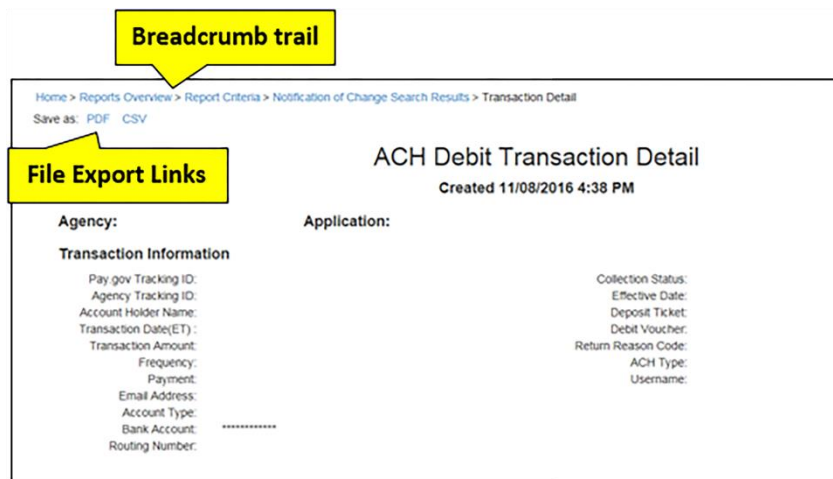 Breadcrumb trail
Home > Reports Overview > Report Criteria > Notification of Change Search Results > Transaction Detail
Save as: PDF CSV
File Export Links
ACH Debit Transaction Detail
Created 11/08/2016 4:38 PM
Agency: Application:
Transaction Information
Pay.gov Tracking ID: Collection Status:
Agency Tracking ID: Effective Date:
Account Holder Name: Deposit Ticket:
Transaction Date(ET) : Debit Voucher:
Transaction Amount: Return Reason Code:
Frequency: ACH Type:
Payment: Username:
Email Address:
Account Type:
Bank Account: ************
Routing Number: